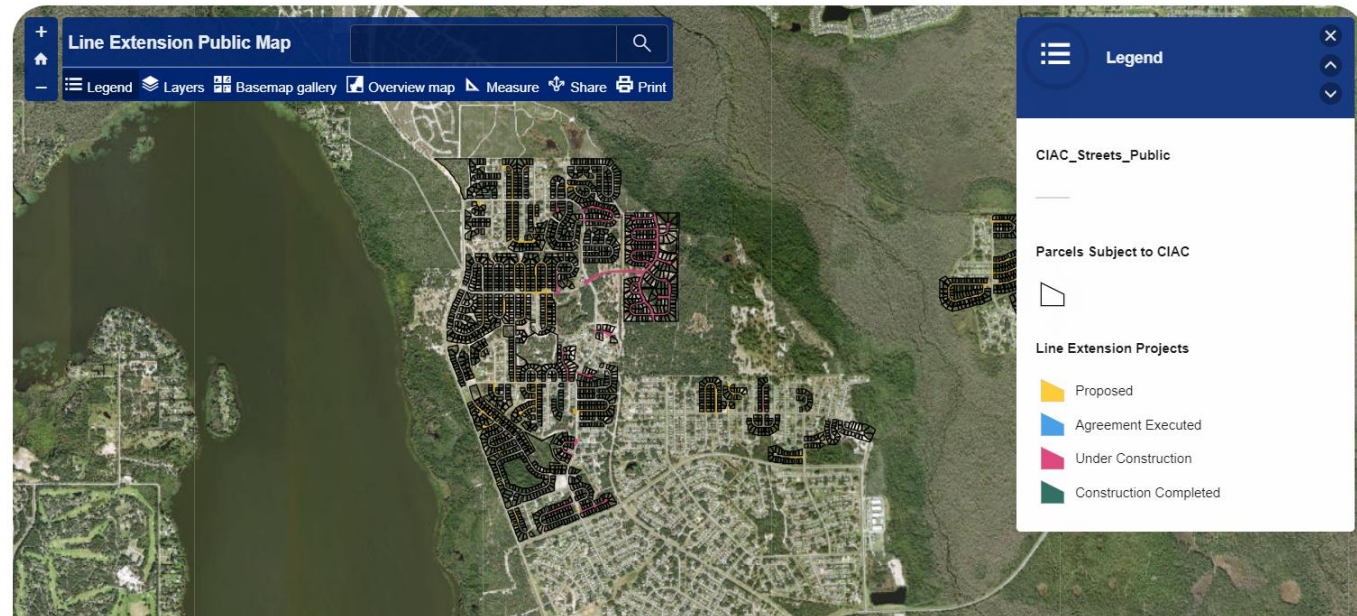 Line Extension Public Map
Legend Layers Basemap gallery Overview map Measure Share Print
Legend
CIAC_Streets_Public
Parcels Subject to CIAC
Line Extension Projects
Proposed
Agreement Executed
Under Construction
Construction Completed